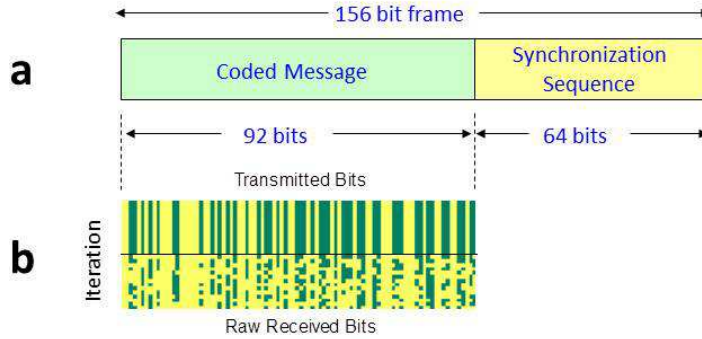 156 bit frame
a
Coded Message
Synchronization
Sequence
92 bits
64 bits
Transmitted Bits
b
Iteration
Raw Received Bits